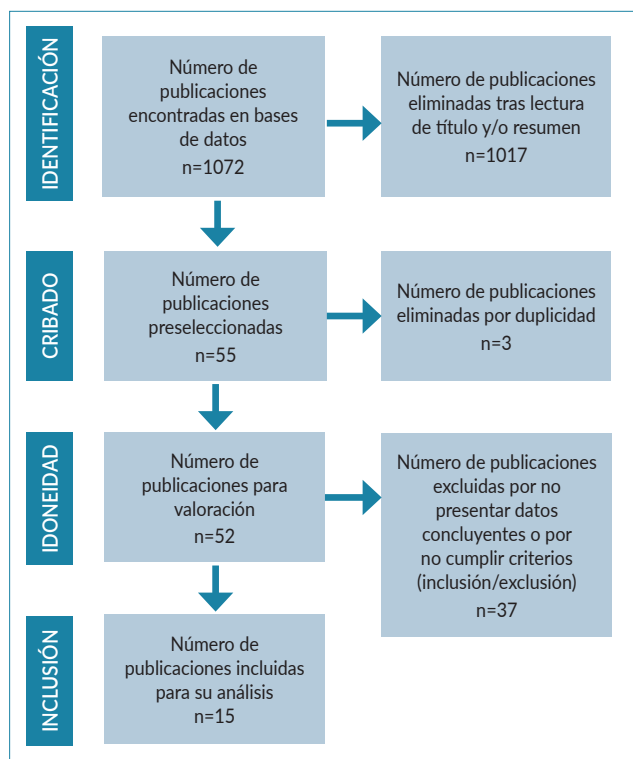 IDENTIFICACIÓN
Número de
publicaciones
encontradas en bases
de datos
n=1072
Número de publicaciones
eliminadas tras lectura
de título y/o resumen
n=1017
CRIBADO
Número de
publicaciones
preseleccionadas
n=55
Número de publicaciones
eliminadas por duplicidad
n=3
IDONEIDAD
Número de
publicaciones para
valoración
n=52
Número de publicaciones
excluidas por no
presentar datos
concluyentes o por
no cumplir criterios
(inclusión/exclusión)
n=37
INCLUSIÓN
Número de
publicaciones incluidas
para su análisis
n=15